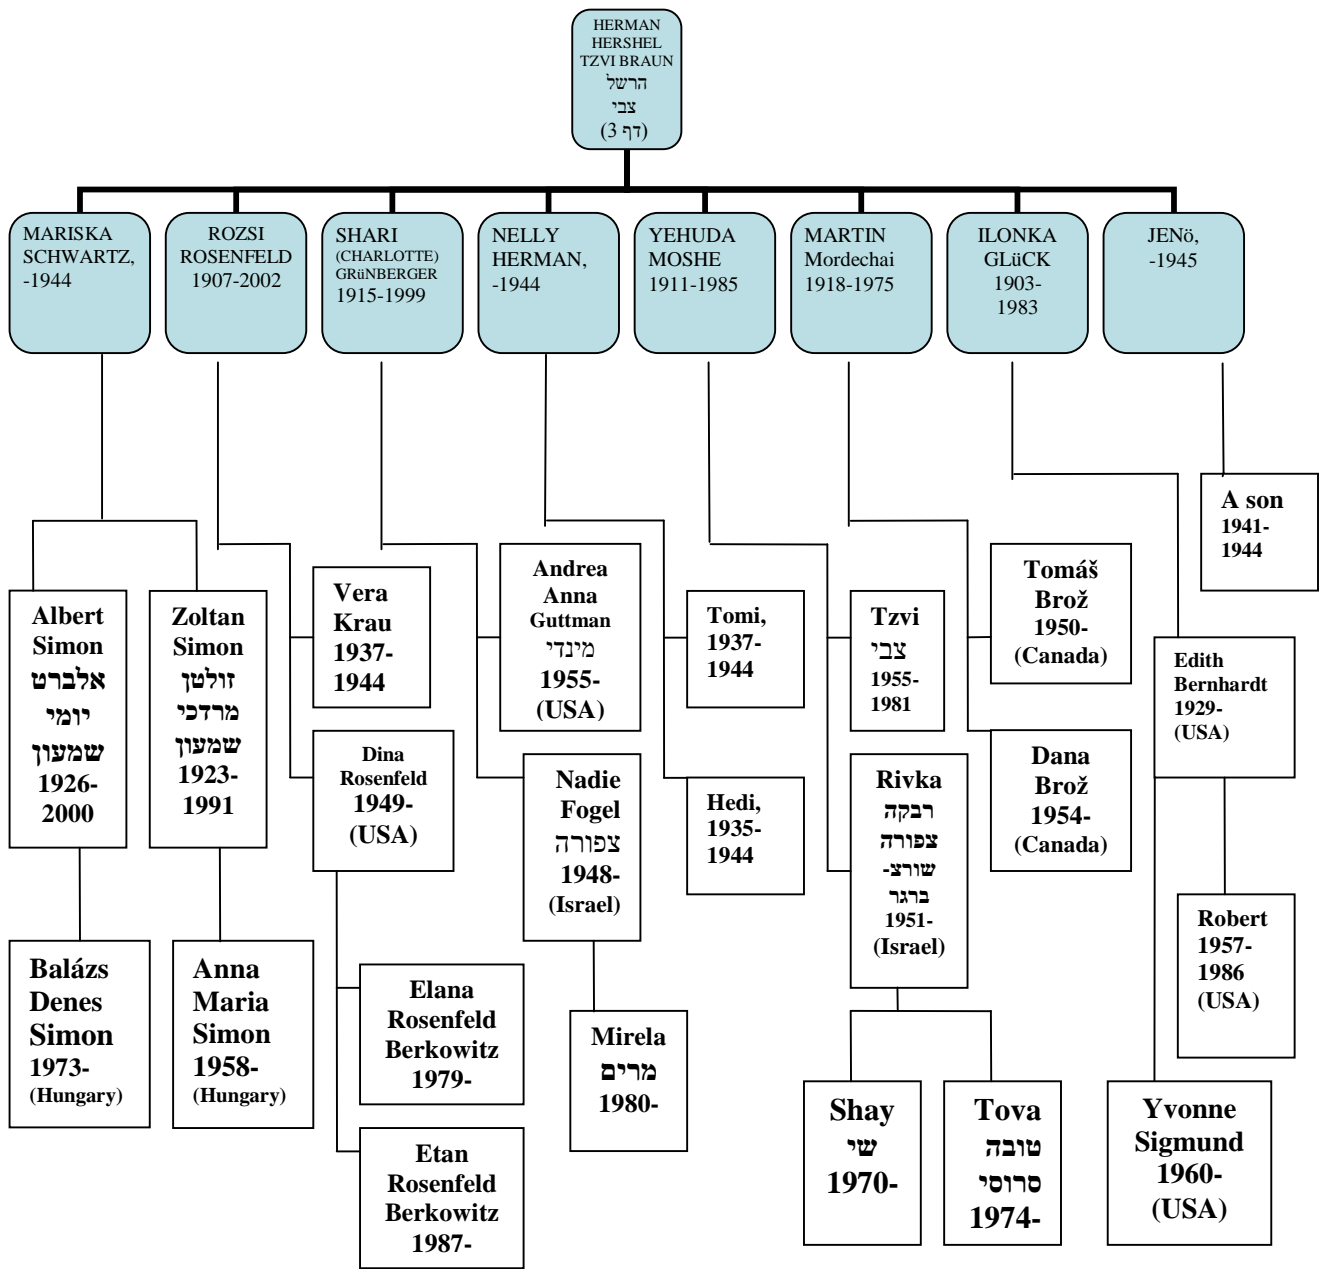 HERMAN
HERSHEL
TZVI BRAUN
הרשל
צבי
(דף 3)
MARISKA
SCHWARTZ,
-1944
ROZSI
ROSENFELD
1907-2002
SHARI
(CHARLOTTE)
GRüNBERGER
1915-1999
NELLY
HERMAN,
-1944
YEHUDA
MOSHE
1911-1985
MARTIN
Mordechai
1918-1975
ILONKA
GLüCK
1903-
1983
JENö,
-1945
A son
1941-
1944
Albert
Simon
אלברט
יומי
שמעון
1926-
2000
Zoltan
Simon
זולטן
מרדכי
שמעון
1923-
1991
Vera
Krau
1937-
1944
Dina
Rosenfeld
1949-
(USA)
Andrea
Anna
Guttman
מינדי
1955-
(USA)
Nadie
Fogel
צפורה
1948-
(Israel)
Tomi,
1937-
1944
Hedi,
1935-
1944
Tzvi
צבי
1955-
1981
Rivka
רבקה
צפורה
שורצ-
ברגר
1951-
(Israel)
Tomáš
Brož
1950-
(Canada)
Dana
Brož
1954-
(Canada)
Edith
Bernhardt
1929-
(USA)
Robert
1957-
1986
(USA)
Balázs
Denes
Simon
1973-
(Hungary)
Anna
Maria
Simon
1958-
(Hungary)
Elana
Rosenfeld
Berkowitz
1979-
Etan
Rosenfeld
Berkowitz
1987-
Mirela
מרים
1980-
Shay
שי
1970-
Tova
טובה
סרוסי
1974-
Yvonne
Sigmund
1960-
(USA)